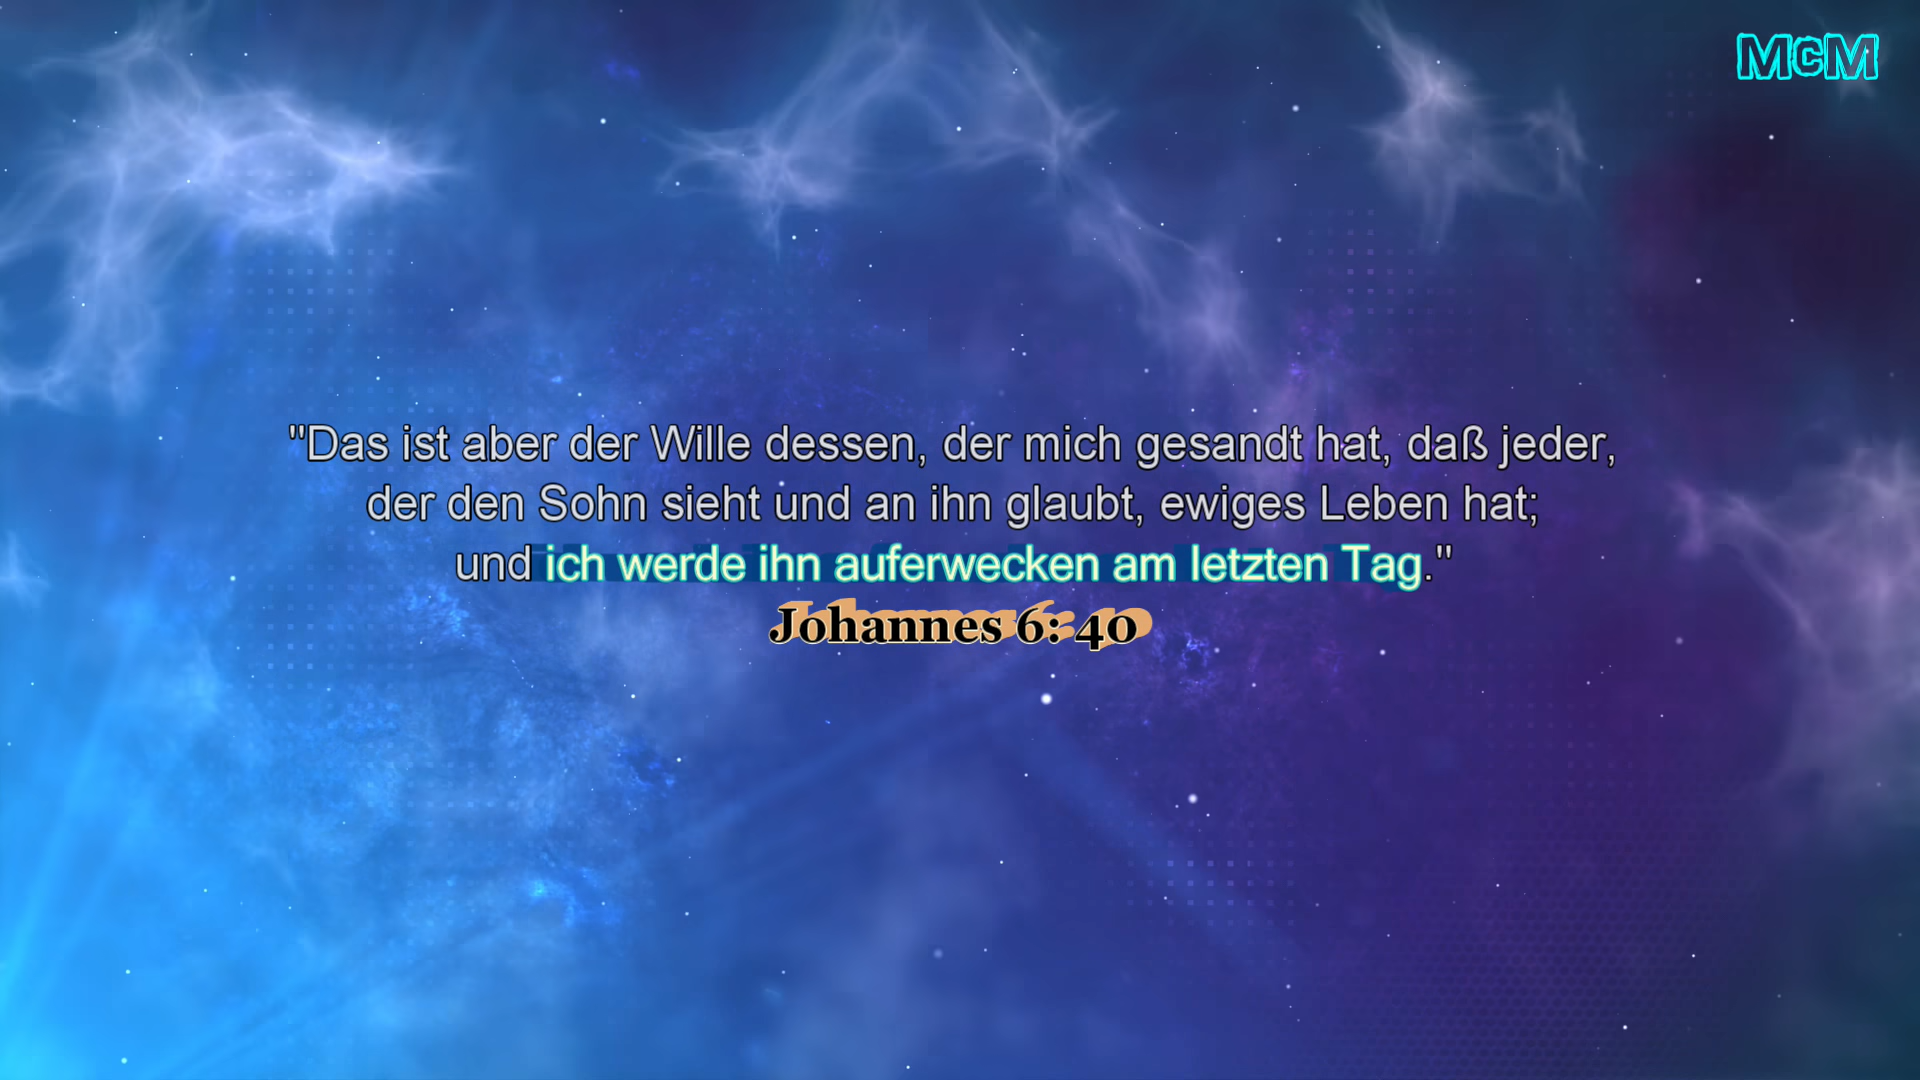 McM
"Das ist aber der Wille dessen, der mich gesandt hat, daß jeder,
der den Sohn sieht und an ihn glaubt, ewiges Leben hat;
und ich werde ihn auferwecken am letzten Tag."
Johannes 6: 40